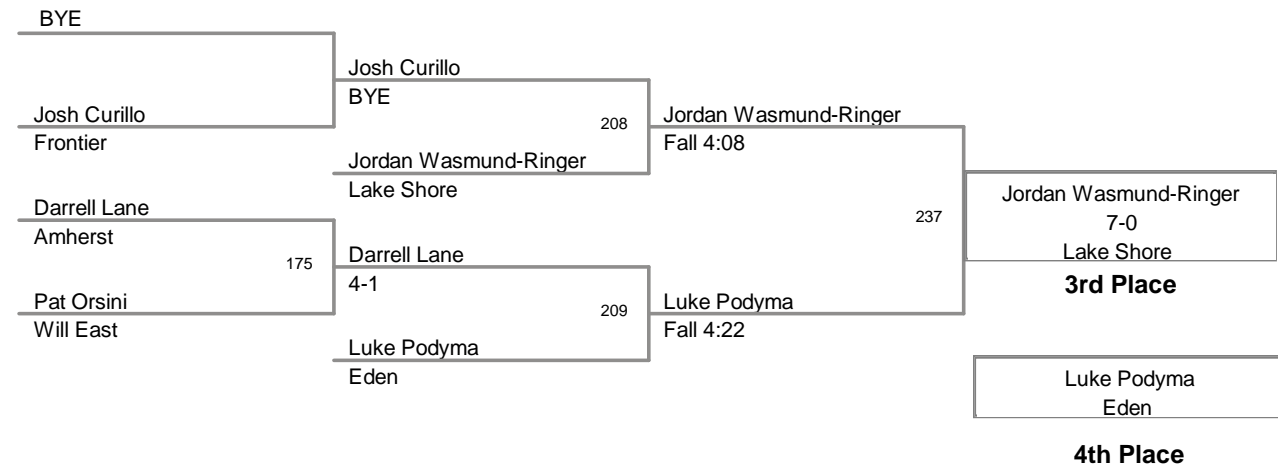 BYE
Josh Curillo
BYE
Josh Curillo
Frontier
208
Jordan Wasmund-Ringer
Fall 4:08
Jordan Wasmund-Ringer
Lake Shore
Darrell Lane
Amherst
237
Jordan Wasmund-Ringer
7-0
Lake Shore
3rd Place
175
Darrell Lane
4-1
Pat Orsini
Will East
209
Luke Podyma
Fall 4:22
Luke Podyma
Eden
Luke Podyma
Eden
4th Place